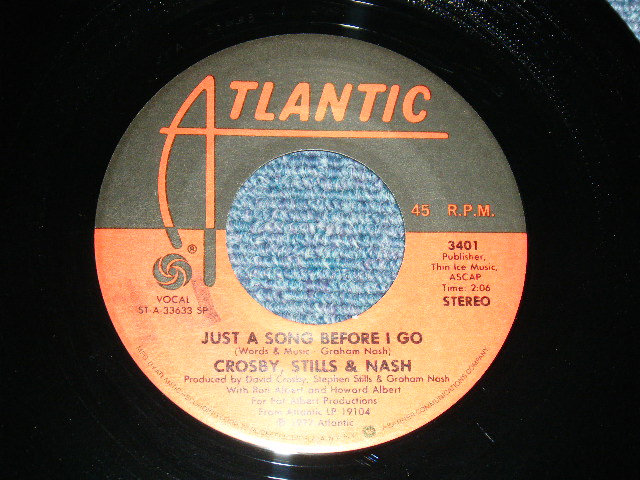 ATLANTIC
45 R.P.M.
®
VOCAL
ST-A-33633 SP
3401
Publisher,
Thin Ice Music,
ASCAP
Time: 2:06
STEREO
JUST A SONG BEFORE I GO
(Words & Music - Graham Nash)
CROSBY, STILLS & NASH
Produced by David Crosby, Stephen Stills & Graham Nash
With Ron Albert and Howard Albert
For Fat Albert Productions
From Atlantic LP 19104
℗ 1977 Atlantic
COMMUNICATIONS COMPANY